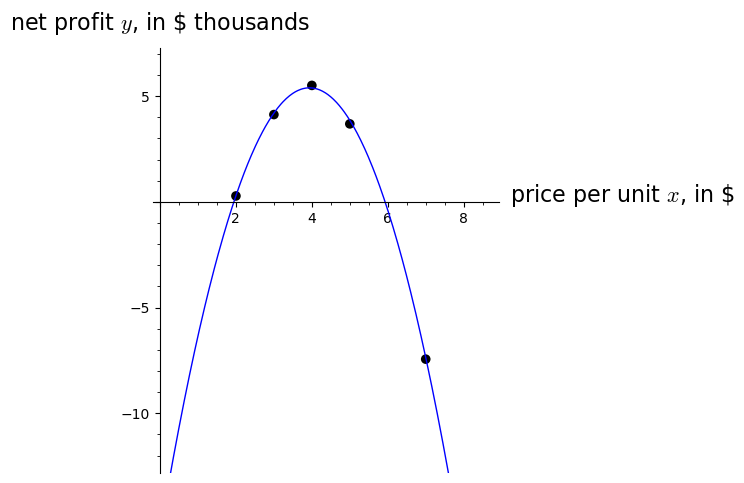 net profit y, in $ thousands
5
price per unit x, in $
2 4 6 8
−5
−10